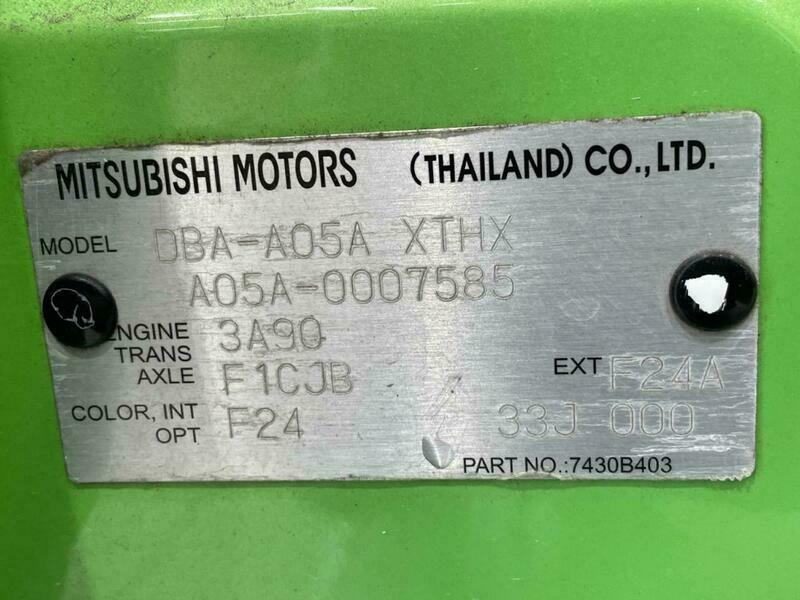 MITSUBISHI MOTORS (THAILAND) CO., LTD.
MODEL DBA-A05A XTHX
A05A-0007585
ENGINE 3A90
TRANS
AXLE F1CJB EXT F24A
COLOR, INT F24 33J 000
OPT
PART NO.:7430B403